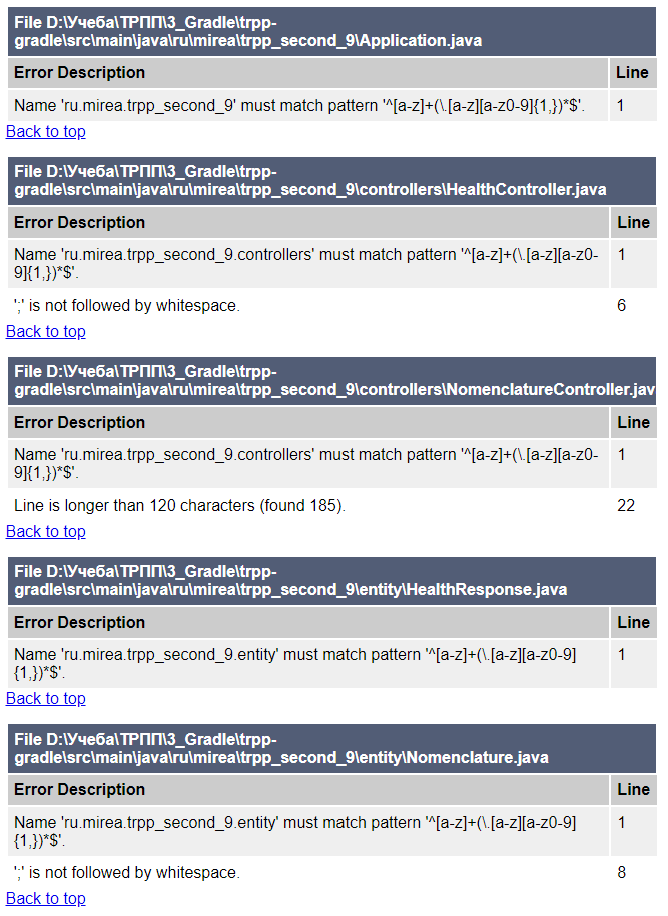 File D:\Учеба\ТРПП\3_Gradle\trpp-
gradle\src\main\java\ru\mirea\trpp_second_9\Application.java
Error Description Line
Name 'ru.mirea.trpp_second_9' must match pattern '^[a-z]+(\.[a-z][a-z0-9]{1,})*$'. 1
Back to top
File D:\Учеба\ТРПП\3_Gradle\trpp-
gradle\src\main\java\ru\mirea\trpp_second_9\controllers\HealthController.java
Error Description Line
Name 'ru.mirea.trpp_second_9.controllers' must match pattern '^[a-z]+(\.[a-z][a-z0- 1
9]{1,})*$'.
';' is not followed by whitespace. 6
Back to top
File D:\Учеба\ТРПП\3_Gradle\trpp-
gradle\src\main\java\ru\mirea\trpp_second_9\controllers\NomenclatureController.jav
Error Description Line
Name 'ru.mirea.trpp_second_9.controllers' must match pattern '^[a-z]+(\.[a-z][a-z0- 1
9]{1,})*$'.
Line is longer than 120 characters (found 185). 22
Back to top
File D:\Учеба\ТРПП\3_Gradle\trpp-
gradle\src\main\java\ru\mirea\trpp_second_9\entity\HealthResponse.java
Error Description Line
Name 'ru.mirea.trpp_second_9.entity' must match pattern '^[a-z]+(\.[a-z][a-z0-9] 1
{1,})*$'.
Back to top
File D:\Учеба\ТРПП\3_Gradle\trpp-
gradle\src\main\java\ru\mirea\trpp_second_9\entity\Nomenclature.java
Error Description Line
Name 'ru.mirea.trpp_second_9.entity' must match pattern '^[a-z]+(\.[a-z][a-z0-9] 1
{1,})*$'.
';' is not followed by whitespace. 8
Back to top